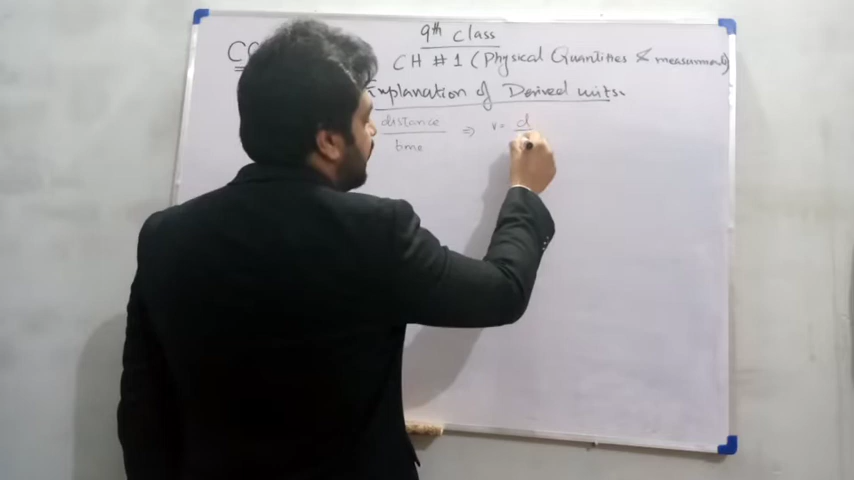 9th class
CH # 1 (Physical Quantities & measurement)
Explanation of Derived units.
distance ⇒ v = d
time